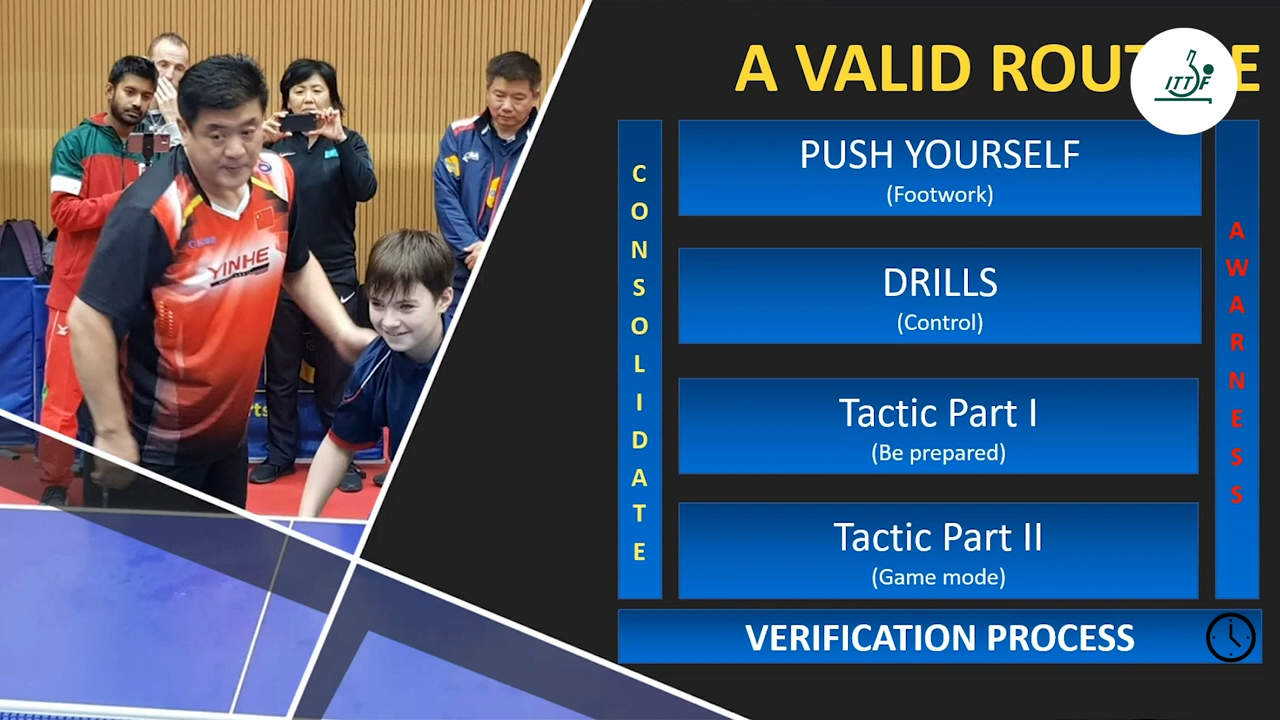 A VALID ROUT E
ITTF
PUSH YOURSELF
(Footwork)
DRILLS
(Control)
Tactic Part I
(Be prepared)
Tactic Part II
(Game mode)
CONSOLIDATE
AWARNESS
VERIFICATION PROCESS
YINHE